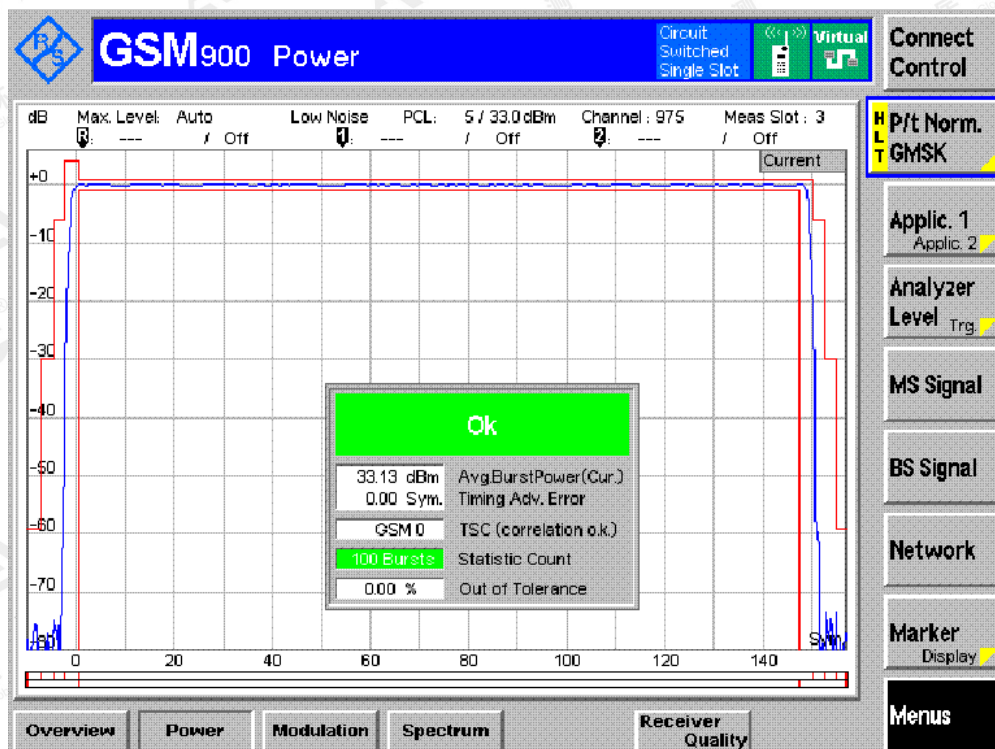 R/S
GSM900 Power
Circuit
Switched
Single Slot
Virtual
Connect
Control
dB Max. Level: Auto Low Noise PCL: 5 / 33.0 dBm Channel : 975 Meas Slot : 3
R: --- / Off 1: --- / Off 2: --- / Off
HLT
P/t Norm.
GMSK
Current
+0
-10
-20
-30
-40
-50
-60
-70
-80
Sym.
0 20 40 60 80 100 120 140
Ok
33.13 dBm Avg.BurstPower(Cur.)
0.00 Sym. Timing Adv. Error
GSM 0 TSC (correlation o.k.)
100 Bursts Statistic Count
0.00 % Out of Tolerance
Applic. 1
Applic. 2
Analyzer
Level Trg.
MS Signal
BS Signal
Network
Marker
Display
Menus
Overview Power Modulation Spectrum Receiver
Quality